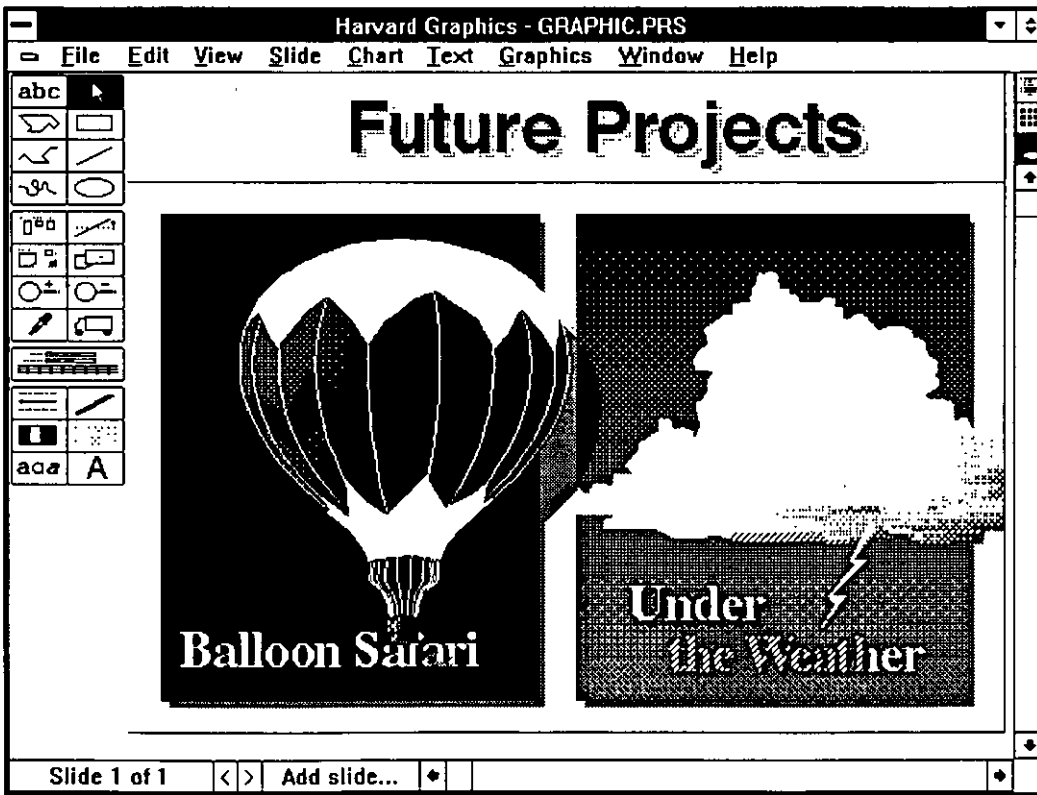 Harvard Graphics - GRAPHIC.PRS
File Edit View Slide Chart Text Graphics Window Help
abc
Future Projects
aaa A
Balloon Safari
Under
the Weather
Slide 1 of 1 < > Add slide...